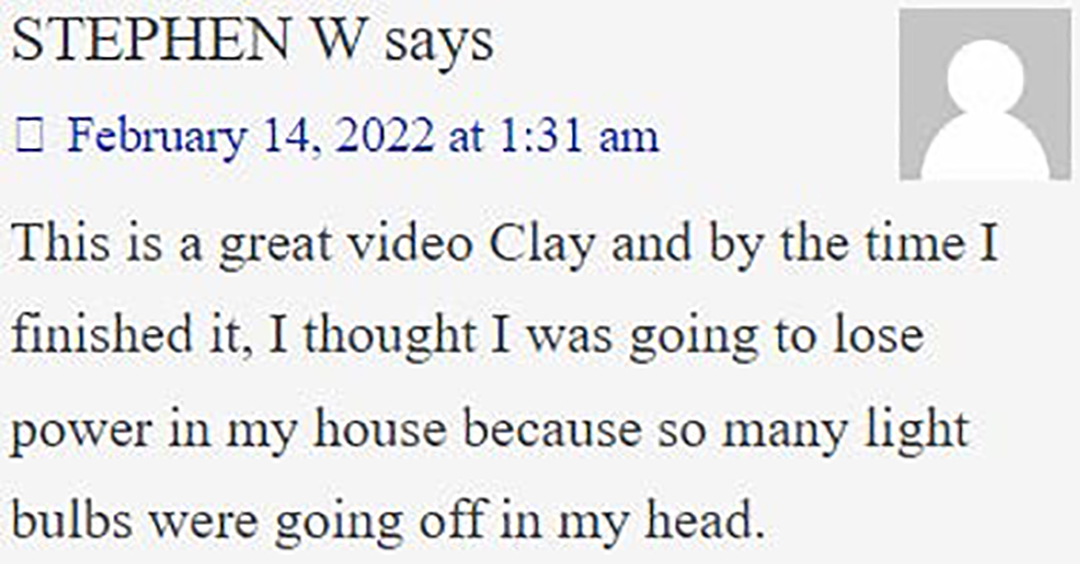 STEPHEN W says
February 14, 2022 at 1:31 am
This is a great video Clay and by the time I
finished it, I thought I was going to lose
power in my house because so many light
bulbs were going off in my head.